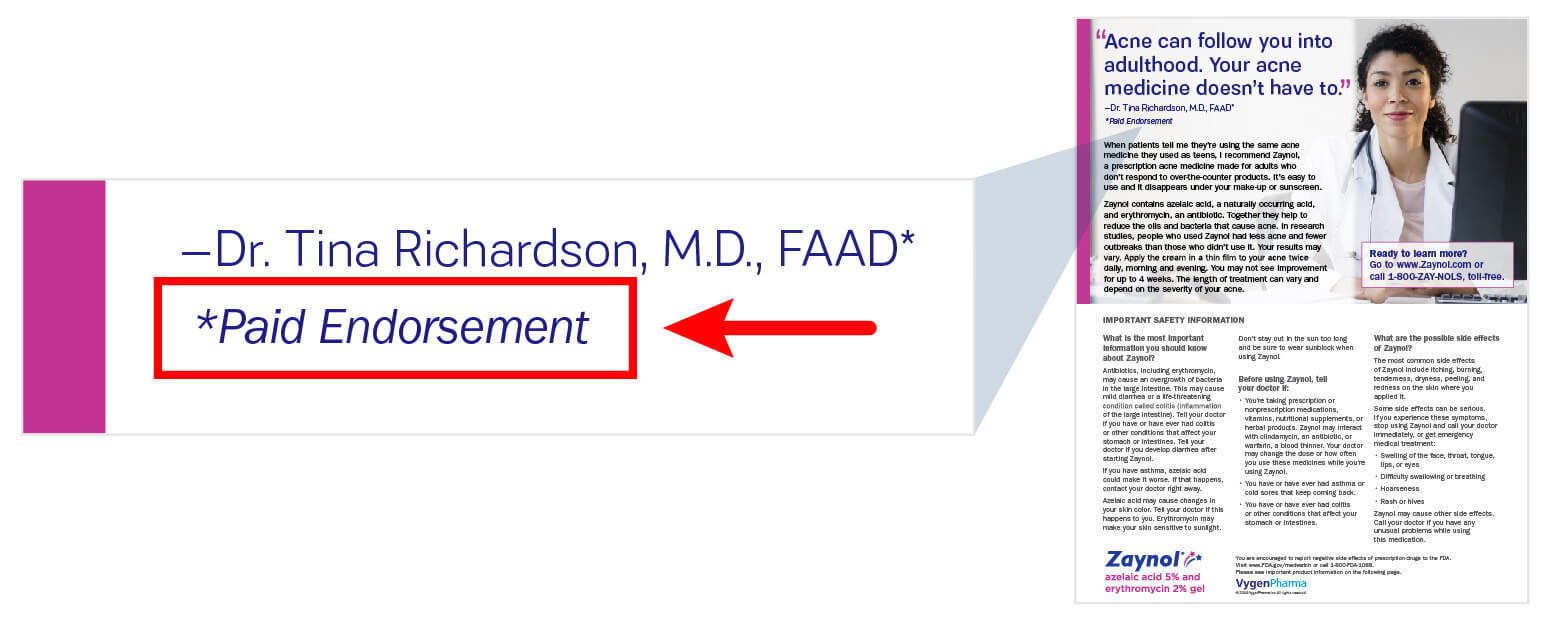 —Dr. Tina Richardson, M.D., FAAD*
*Paid Endorsement
“Acne can follow you into
adulthood. Your acne
medicine doesn’t have to.”
—Dr. Tina Richardson, M.D., FAAD*
*Paid Endorsement
When patients tell me they’re using the same acne
medicine they used as teens, I recommend Zaynol,
a prescription acne medicine made for adults who
don’t respond to over-the-counter products. It’s easy to
use and it disappears under your make-up or sunscreen.
Zaynol contains azelaic acid, a naturally occurring acid,
and erythromycin, an antibiotic. Together they help to
reduce the oils and bacteria that cause acne. In research
studies, people who used Zaynol had less acne and fewer
outbreaks than those who didn’t use it. Your results may
vary. Apply the cream in a thin film to your acne twice
daily, morning and evening. You may not see improvement
for up to 4 weeks. The length of treatment can vary and
depend on the severity of your acne.
Ready to learn more?
Go to www.Zaynol.com or
call 1-800-ZAY-NOLS, toll-free.
IMPORTANT SAFETY INFORMATION
What is the most important
information you should know
about Zaynol?
Antibiotics, including erythromycin,
may cause an overgrowth of bacteria
in the large intestine. This may cause
mild diarrhea or a life-threatening
condition called colitis (inflammation
of the large intestine). Tell your doctor
if you have or have ever had colitis
or other conditions that affect your
stomach or intestines. Tell your
doctor if you develop diarrhea after
starting Zaynol.
If you have asthma, azelaic acid
could make it worse. If that happens,
contact your doctor right away.
Azelaic acid may cause changes in
your skin color. Tell your doctor if this
happens to you. Erythromycin may
make your skin sensitive to sunlight.
Don’t stay out in the sun too long
and be sure to wear sunblock when
using Zaynol.
Before using Zaynol, tell
your doctor if:
• You’re taking prescription or
nonprescription medications,
vitamins, nutritional supplements, or
herbal products. Zaynol may interact
with clindamycin, an antibiotic, or
warfarin, a blood thinner. Your doctor
may change the dose or how often
you use these medicines while you’re
using Zaynol.
• You have or have ever had asthma or
cold sores that keep coming back.
• You have or have ever had colitis
or other conditions that affect your
stomach or intestines.
What are the possible side effects
of Zaynol?
The most common side effects
of Zaynol include itching, burning,
tenderness, dryness, peeling, and
redness on the skin where you
applied it.
Some side effects can be serious.
If you experience these symptoms,
stop using Zaynol and call your doctor
immediately, or get emergency
medical treatment:
• Swelling of the face, throat, tongue,
lips, or eyes
• Difficulty swallowing or breathing
• Hoarseness
• Rash or hives
Zaynol may cause other side effects.
Call your doctor if you have any
unusual problems while using
this medication.
Zaynol
azelaic acid 5% and
erythromycin 2% gel
You are encouraged to report negative side effects of prescription drugs to the FDA.
Visit www.FDA.gov/medwatch or call 1-800-FDA-1088.
Please see important product information on the following page.
VygenPharma
VygenPharma Inc. All rights reserved.